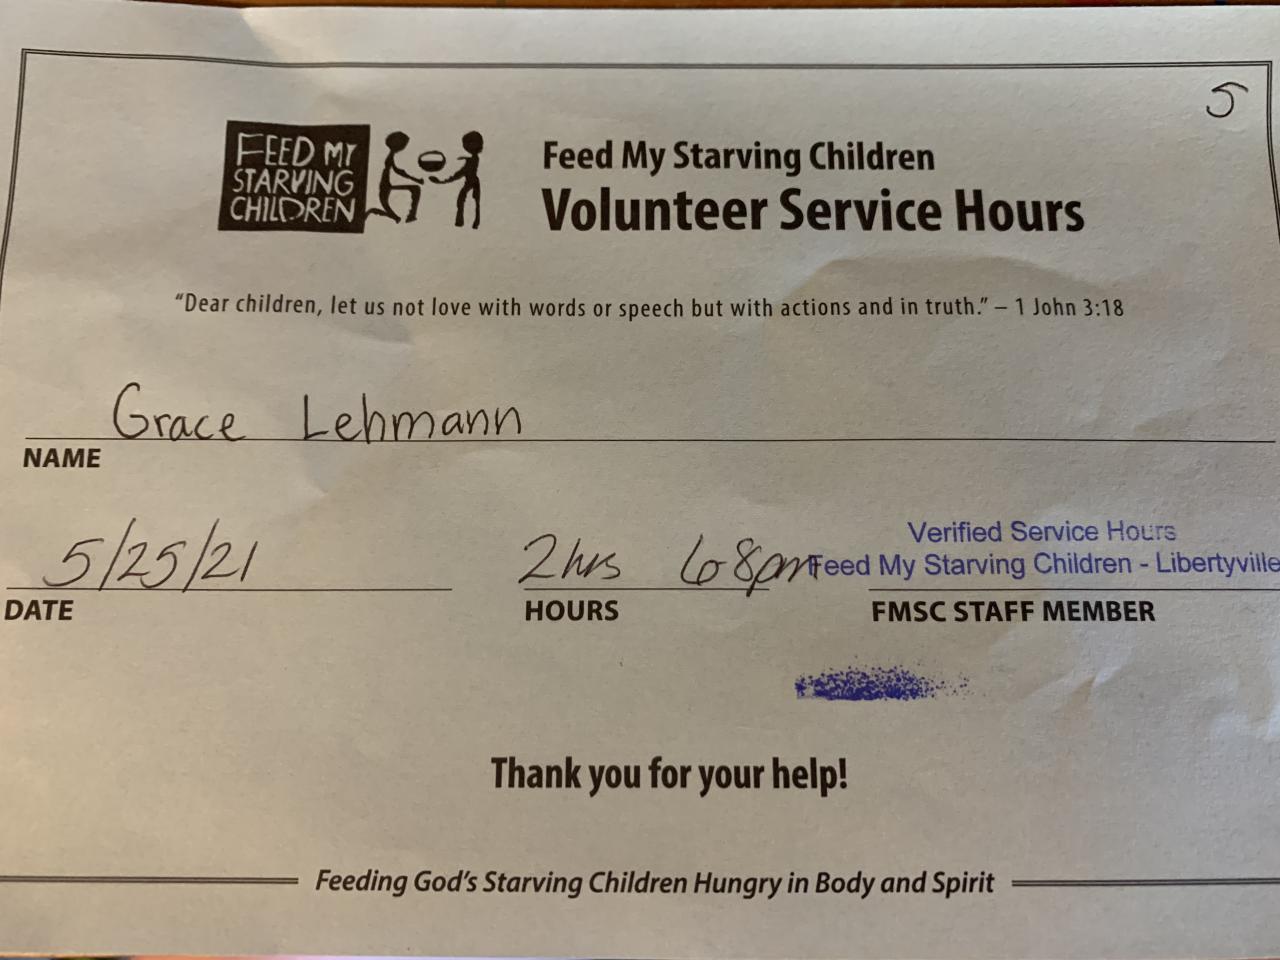 5
FEED MY
STARVING
CHILDREN
Feed My Starving Children
Volunteer Service Hours
“Dear children, let us not love with words or speech but with actions and in truth.” – 1 John 3:18
Grace Lehmann
NAME
5/25/21
2hrs 6 8pm
Verified Service Hours
Feed My Starving Children - Libertyville
DATE
HOURS
FMSC STAFF MEMBER
Thank you for your help!
Feeding God's Starving Children Hungry in Body and Spirit